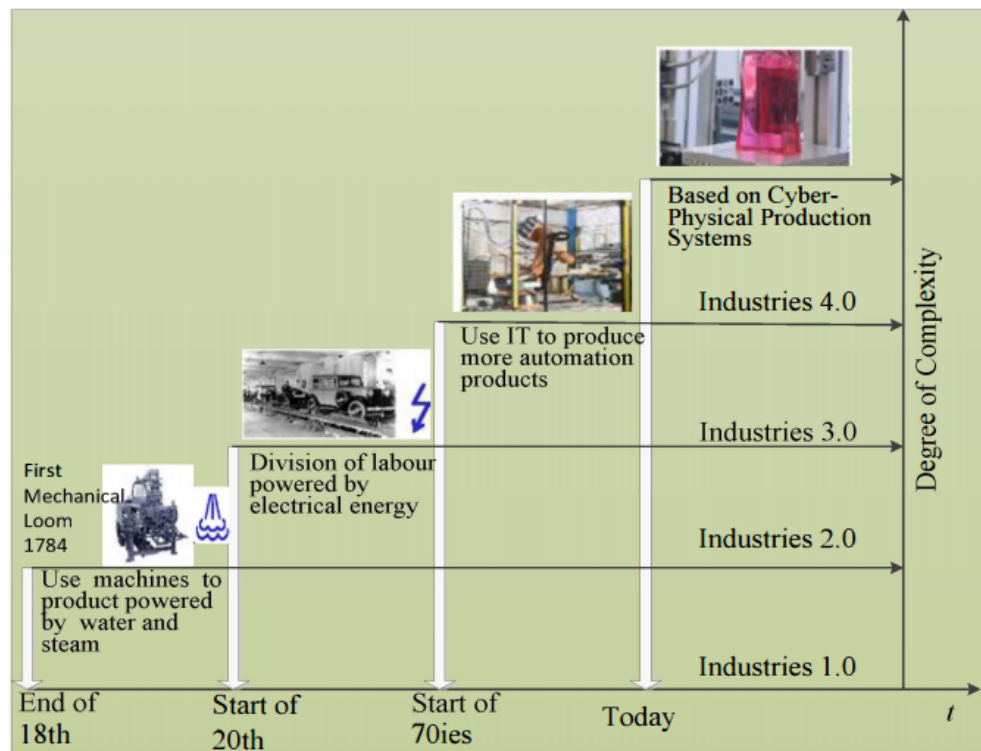 Based on Cyber-
Physical Production
Systems
Industries 4.0
Use IT to produce
more automation
products
Industries 3.0
Division of labour
powered by
electrical energy
Industries 2.0
First
Mechanical
Loom
1784
Use machines to
product powered
by water and
steam
Industries 1.0
Degree of Complexity
End of
18th
Start of
20th
Start of
70ies
Today
t